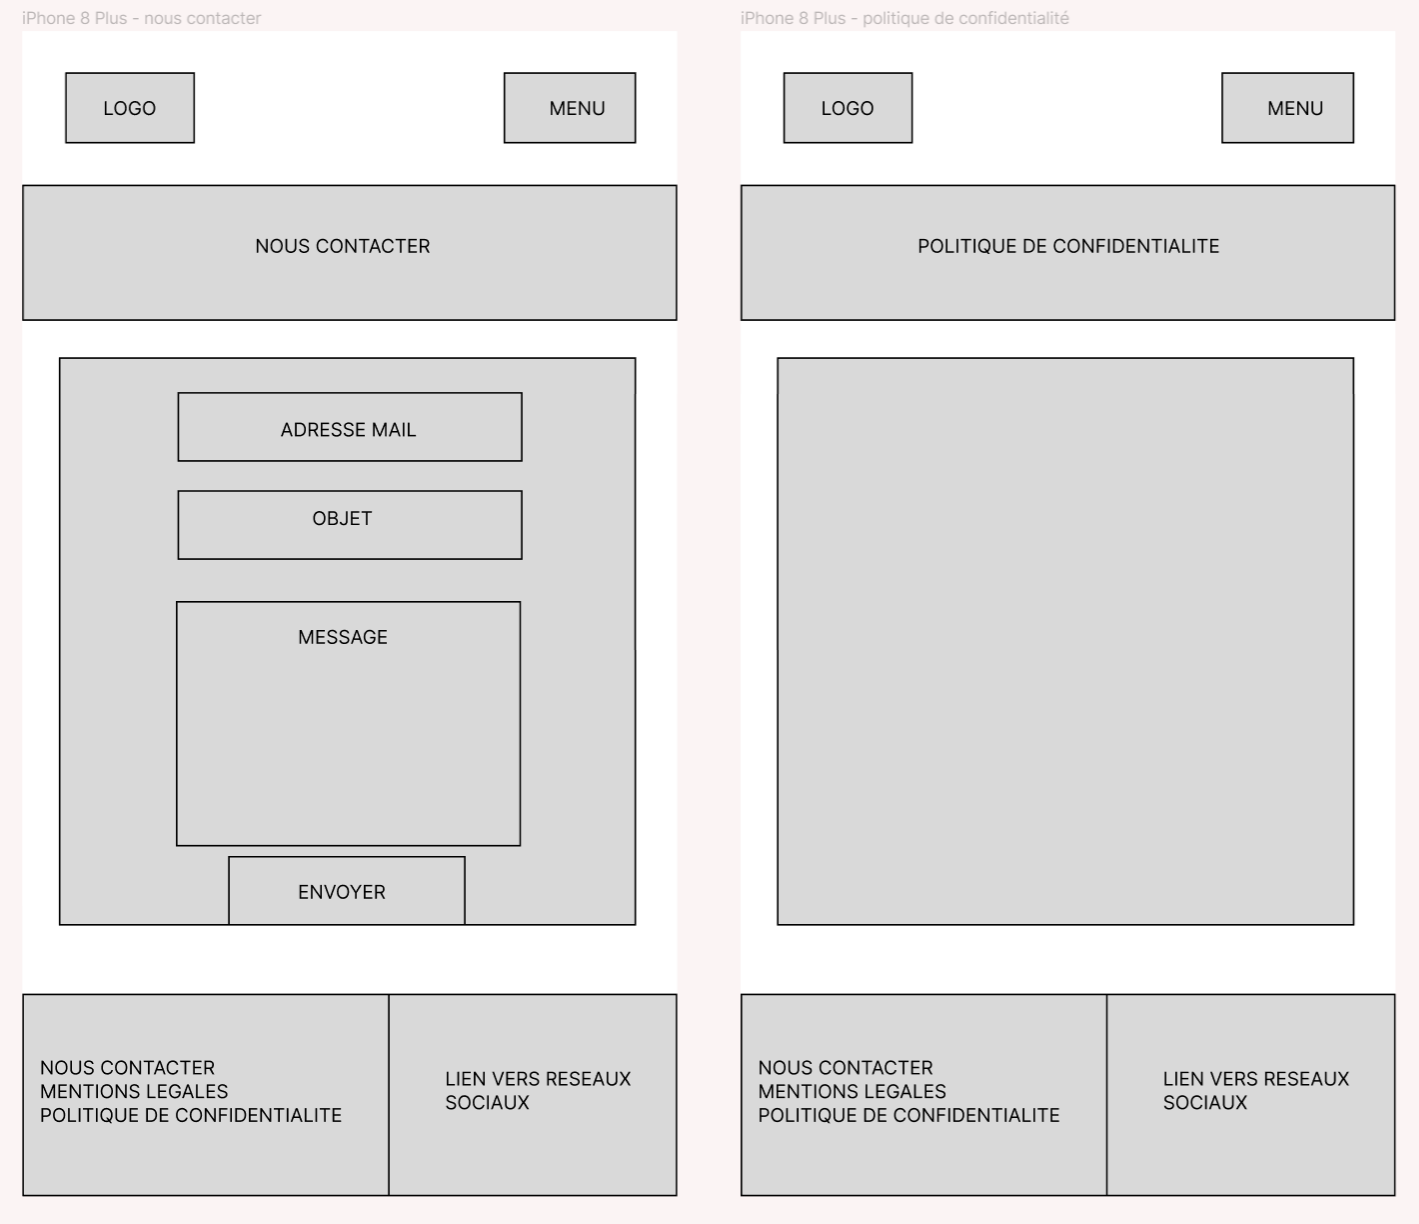 iPhone 8 Plus - nous contacter
LOGO
MENU
NOUS CONTACTER
ADRESSE MAIL
OBJET
MESSAGE
ENVOYER
NOUS CONTACTER
MENTIONS LEGALES
POLITIQUE DE CONFIDENTIALITE
LIEN VERS RESEAUX
SOCIAUX
iPhone 8 Plus - politique de confidentialité
LOGO
MENU
POLITIQUE DE CONFIDENTIALITE
NOUS CONTACTER
MENTIONS LEGALES
POLITIQUE DE CONFIDENTIALITE
LIEN VERS RESEAUX
SOCIAUX